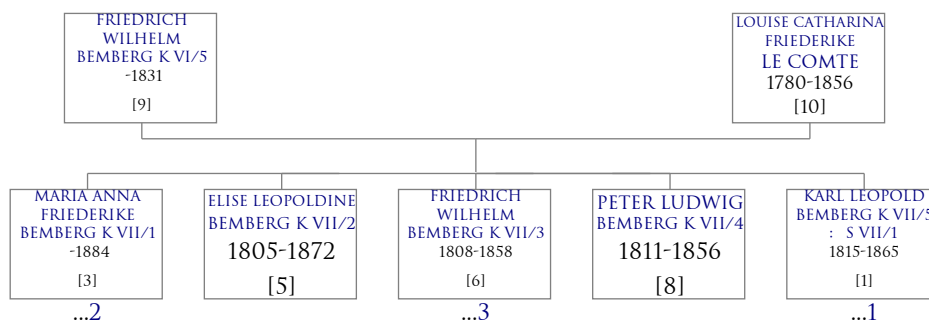 FRIEDRICH
WILHELM
BEMBERG K VI/5
-1831
[9]
LOUISE CATHARINA
FRIEDERIKE
LE COMTE
1780-1856
[10]
MARIA ANNA
FRIEDERIKE
BEMBERG K VII/1
-1884
[3]
...2
ELISE LEOPOLDINE
BEMBERG K VII/2
1805-1872
[5]
FRIEDRICH
WILHELM
BEMBERG K VII/3
1808-1858
[6]
...3
PETER LUDWIG
BEMBERG K VII/4
1811-1856
[8]
KARL LEOPOLD
BEMBERG K VII/5
: S VII/1
1815-1865
[1]
...1